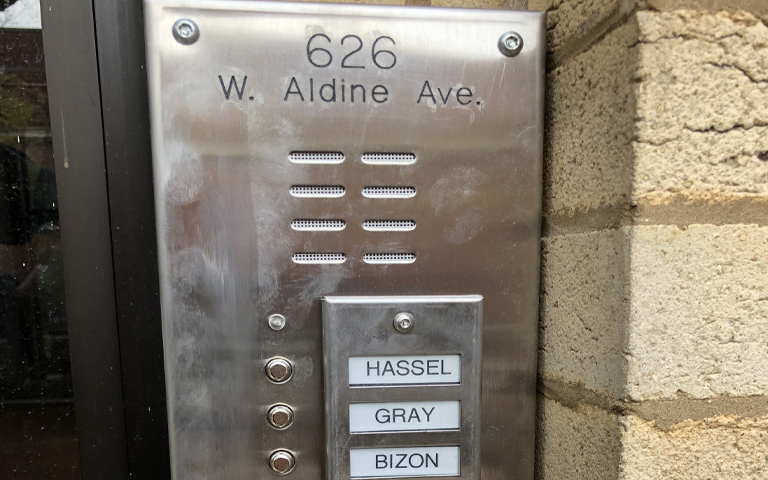 626
W. Aldine Ave.
HASSEL
GRAY
BIZON